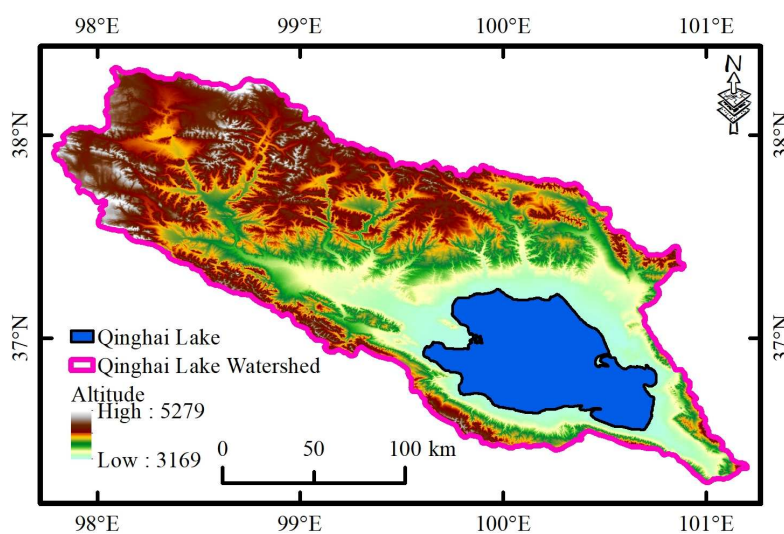 98°E 99°E 100°E 101°E
N
38°N 38°N
37°N 37°N
Qinghai Lake
Qinghai Lake Watershed
Altitude
High : 5279
Low : 3169
0 50 100 km
98°E 99°E 100°E 101°E